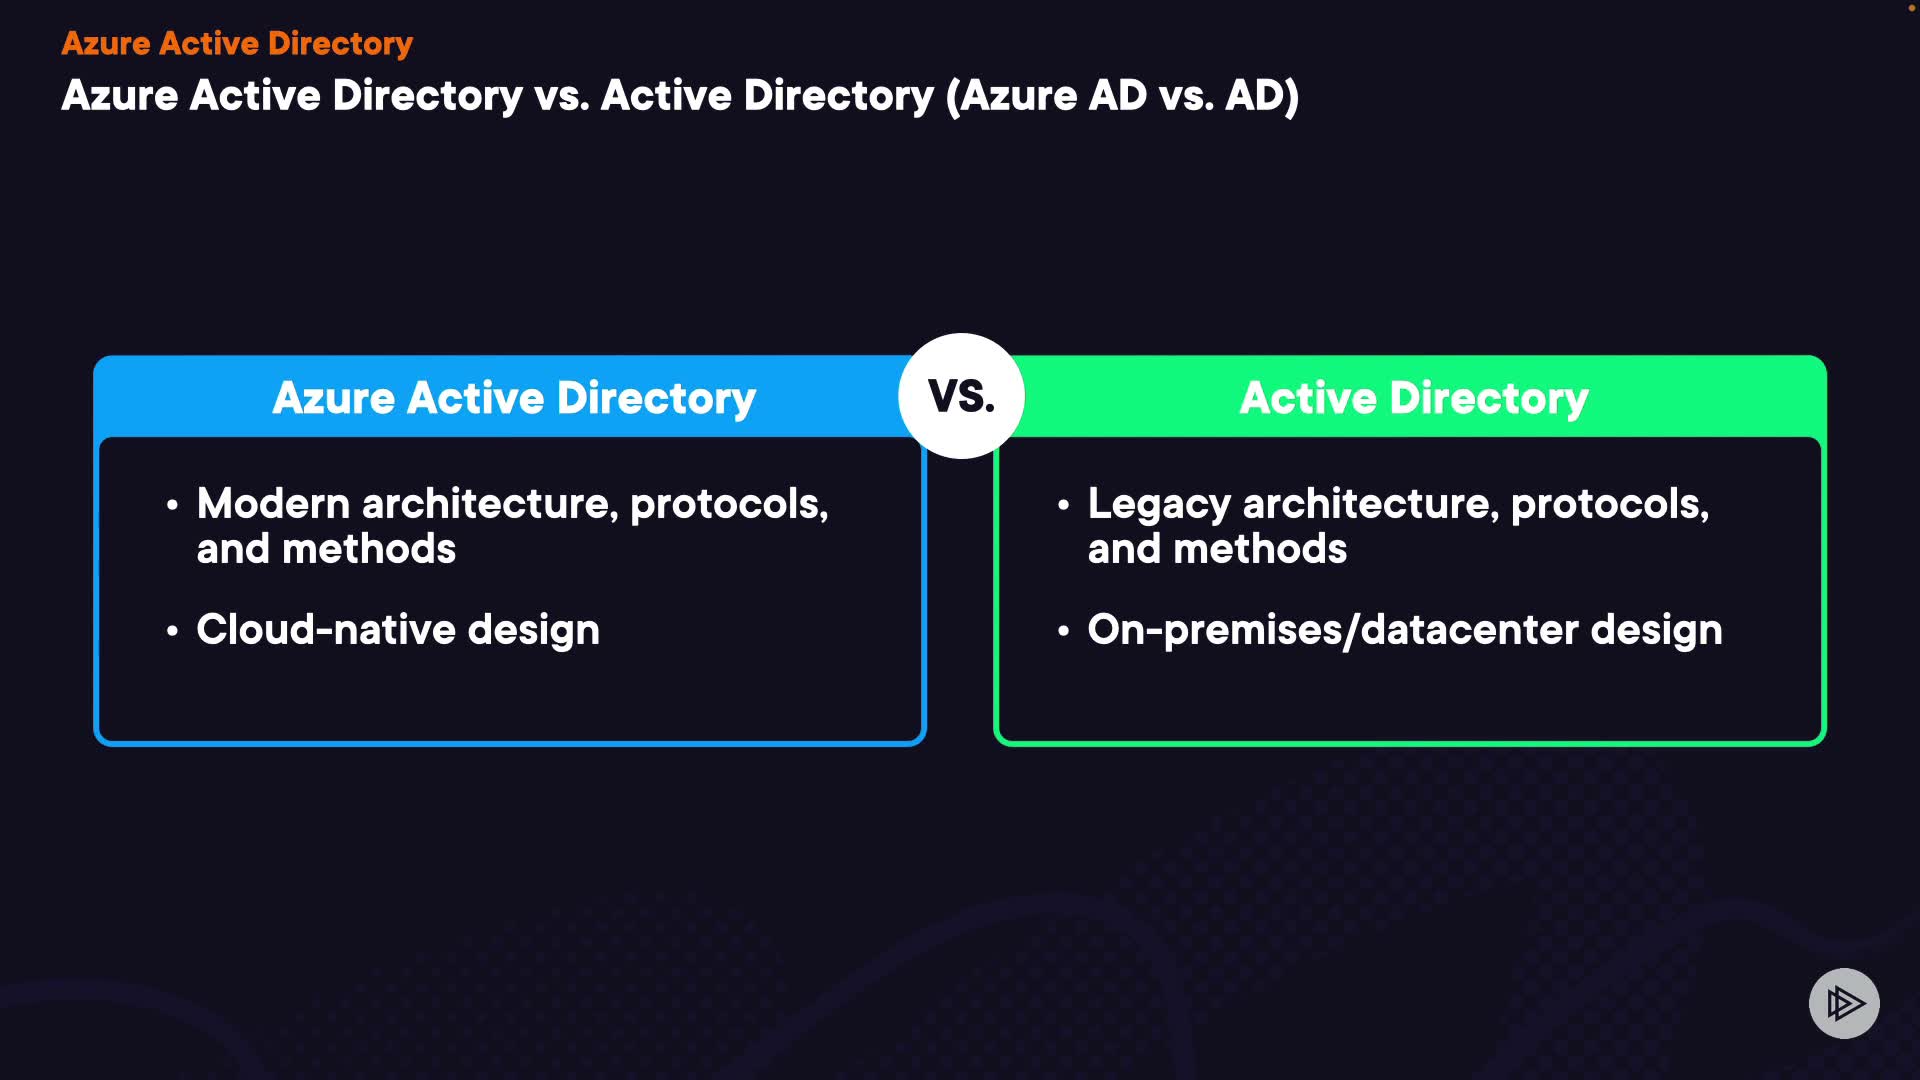 Azure Active Directory
Azure Active Directory vs. Active Directory (Azure AD vs. AD)
Azure Active Directory
VS.
Active Directory
• Modern architecture, protocols,
and methods
• Cloud-native design
• Legacy architecture, protocols,
and methods
• On-premises/datacenter design